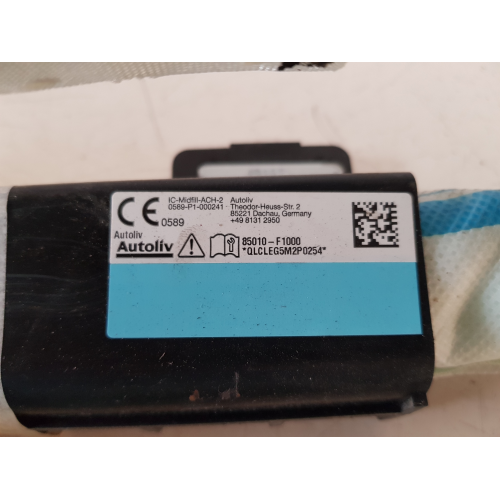 CE
0589
IC-Midfill-ACH-2
0589-P1-000241
Autoliv
Theodor-Heuss-Str. 2
85221 Dachau, Germany
+49 8131 2950
Autoliv
Autoliv
85010-F1000
*QLCLEG5M2P0254*